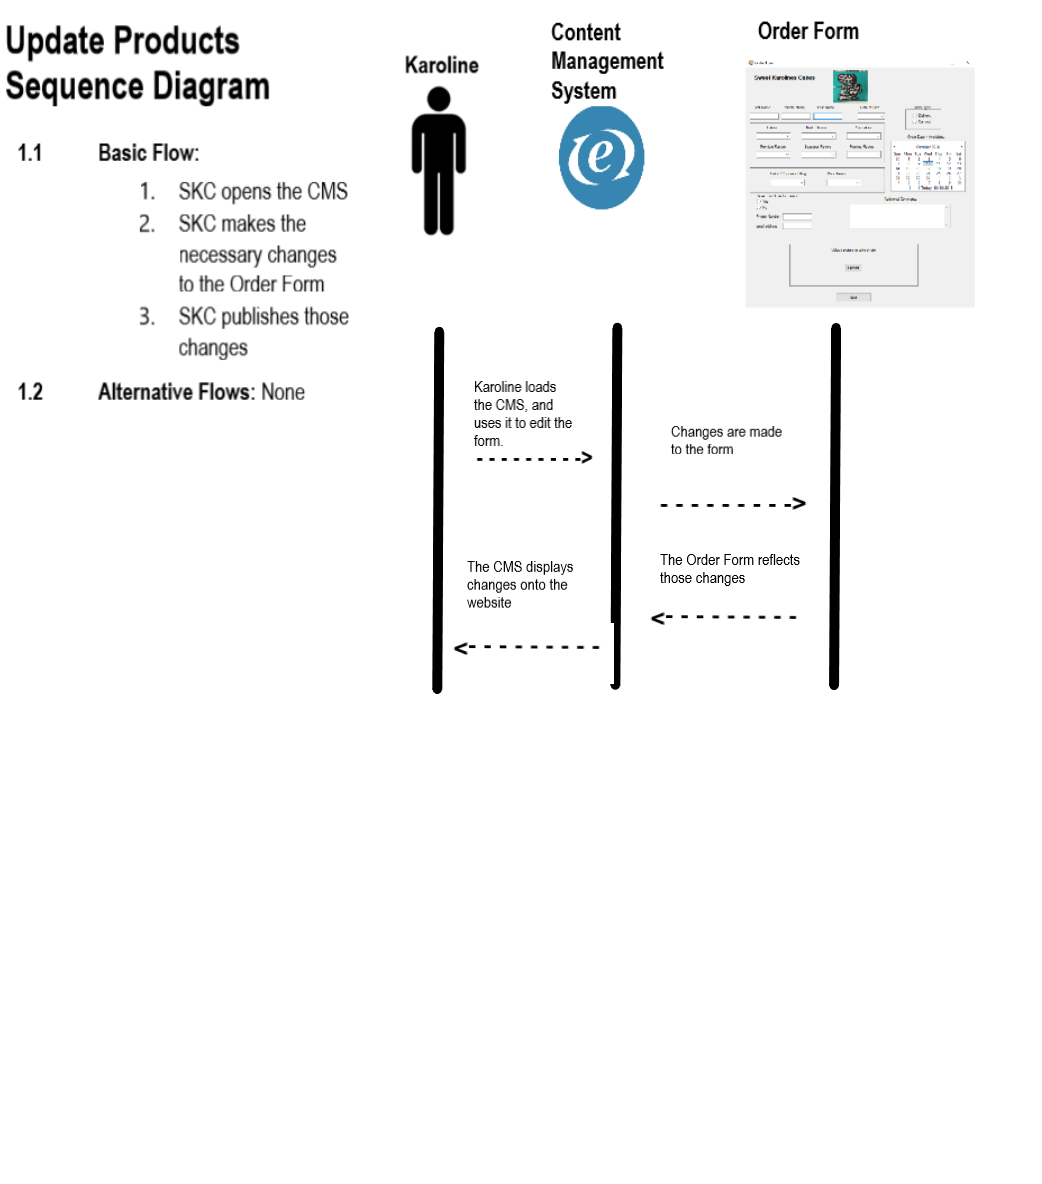 Update Products
Sequence Diagram
1.1 Basic Flow:
1. SKC opens the CMS
2. SKC makes the
necessary changes
to the Order Form
3. SKC publishes those
changes
1.2 Alternative Flows: None
Karoline
Content
Management
System
Order Form
Sweet Karolines Cakes
Karoline loads
the CMS, and
uses it to edit the
form.
--------->
Changes are made
to the form
--------->
The Order Form reflects
those changes
<---------
The CMS displays
changes onto the
website
<---------